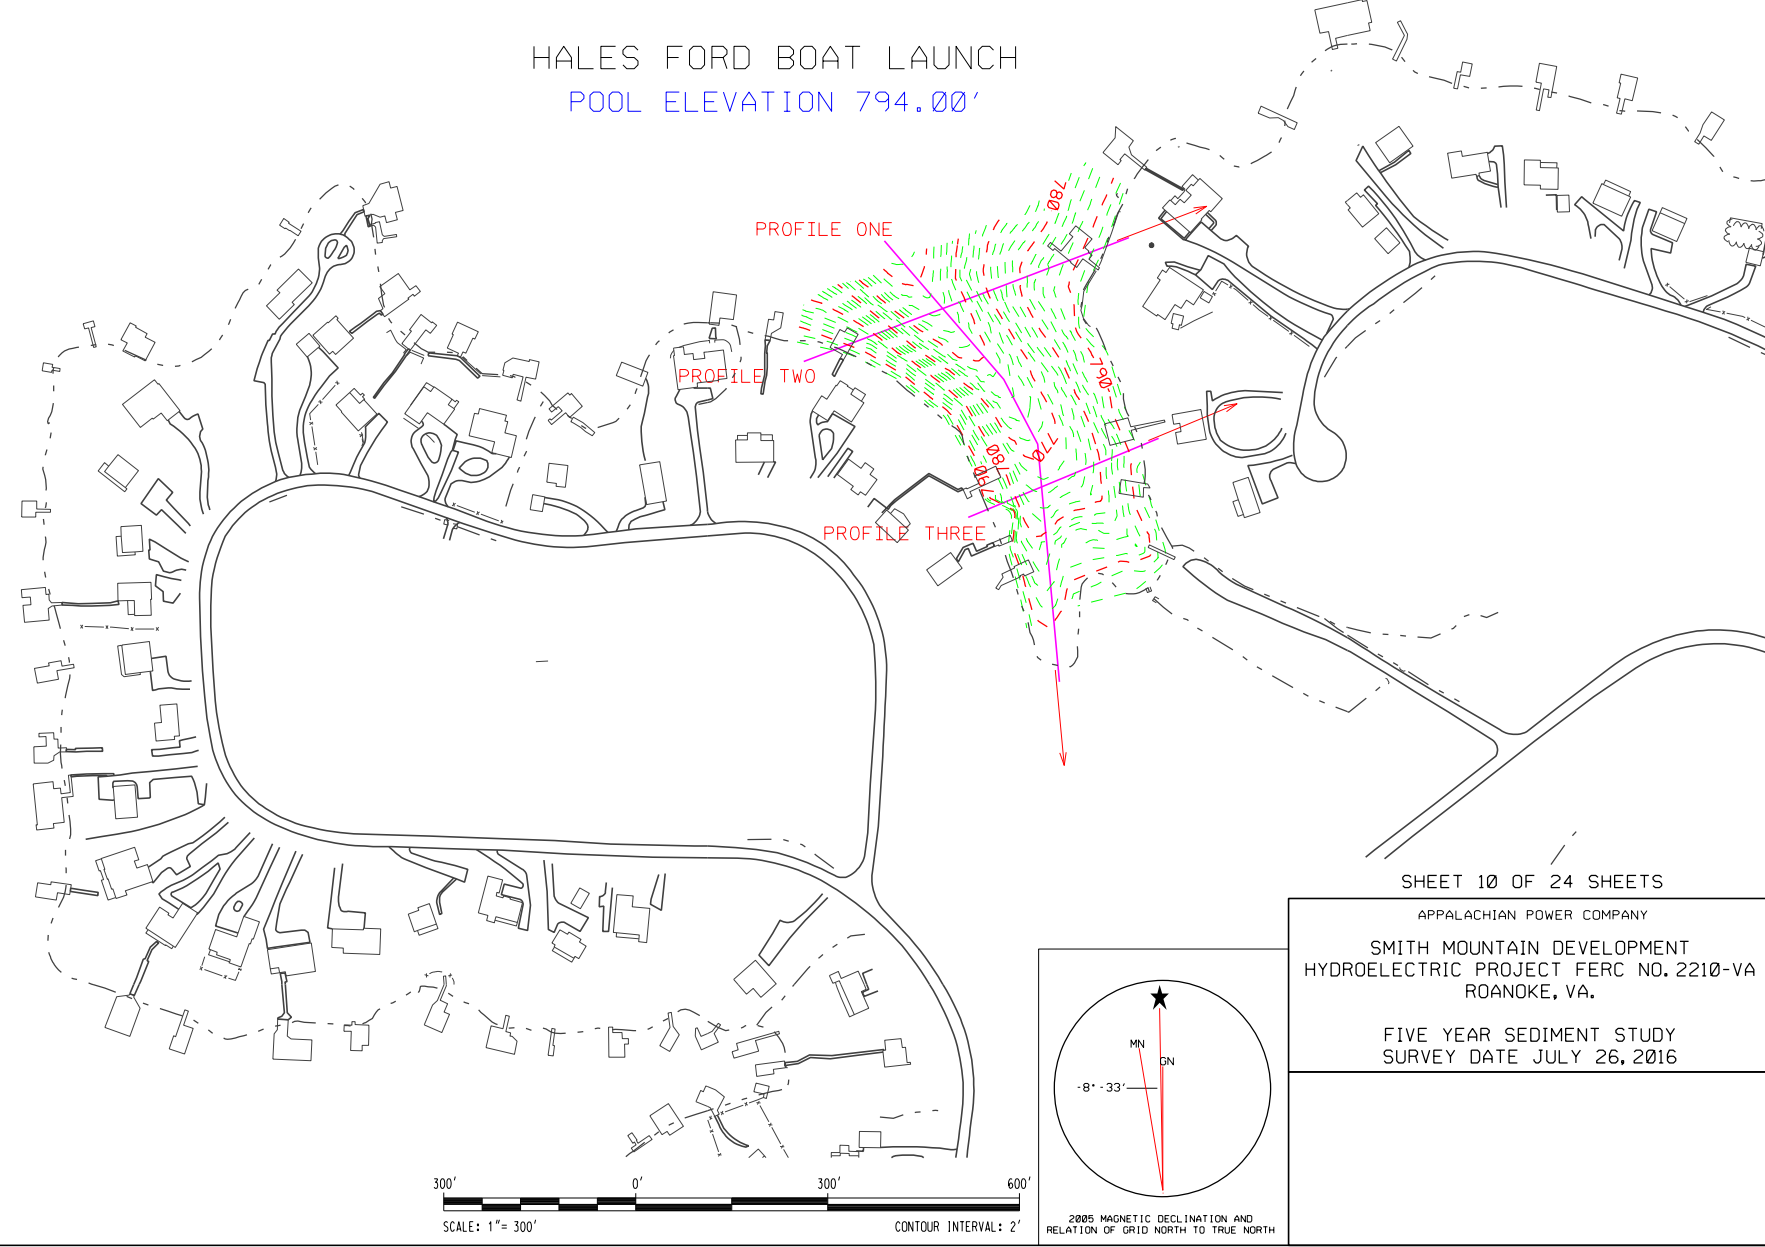 HALES FORD BOAT LAUNCH
POOL ELEVATION 794.00'
780
PROFILE ONE
PROFILE TWO
790
770
780
790
PROFILE THREE
SHEET 10 OF 24 SHEETS
APPALACHIAN POWER COMPANY
SMITH MOUNTAIN DEVELOPMENT
HYDROELECTRIC PROJECT FERC NO. 2210-VA
ROANOKE, VA.
FIVE YEAR SEDIMENT STUDY
SURVEY DATE JULY 26, 2016
MN
GN
-8°-33'
2005 MAGNETIC DECLINATION AND
RELATION OF GRID NORTH TO TRUE NORTH
300' 0' 300' 600'
SCALE: 1"= 300' CONTOUR INTERVAL: 2'